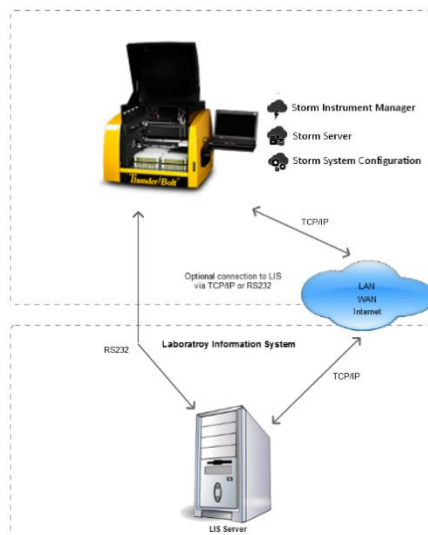 Storm Instrument Manager
Storm Server
Storm System Configuration
ThunderBolt
TCP/IP
Optional connection to LIS
via TCP/IP or RS232
LAN
WAN
Internet
RS232
Laboratroy Information System
TCP/IP
LIS Server